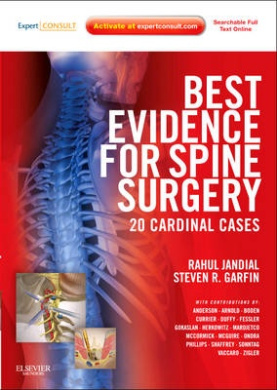 Expert CONSULT
Activate at expertconsult.com
Searchable Full
Text Online
BEST
EVIDENCE
FOR SPINE
SURGERY
20 CARDINAL CASES
RAHUL JANDIAL
STEVEN R. GARFIN
WITH CONTRIBUTIONS BY:
ANDERSON · ARNOLD · BODEN
CURRIER · DUFFY · FESSLER
GOKASLAN · HERKOWITZ · MARDJETKO
MCCORMICK · MCGUIRE · ONDRA
PHILLIPS · SHAFFREY · SONNTAG
VACCARO · ZIGLER
ELSEVIER
SAUNDERS